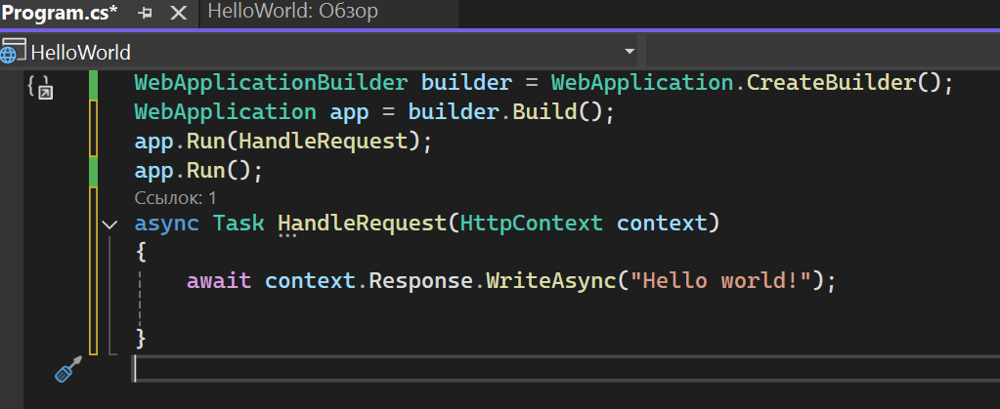 Program.cs*
HelloWorld: Обзор
HelloWorld
WebApplicationBuilder builder = WebApplication.CreateBuilder();
WebApplication app = builder.Build();
app.Run(HandleRequest);
app.Run();
Ссылок: 1
async Task HandleRequest(HttpContext context)
{
await context.Response.WriteAsync("Hello world!");
}